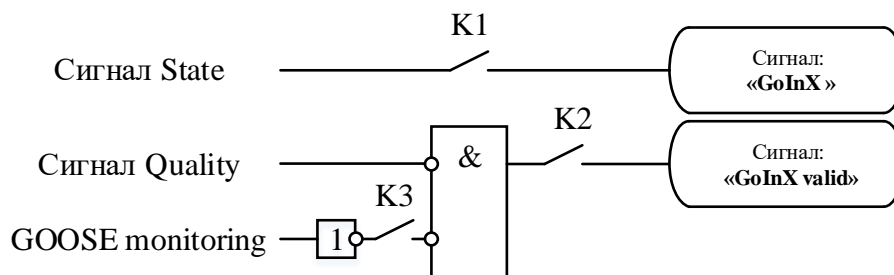 K1
Сигнал State
Сигнал:
«GoInX »
K2
Сигнал Quality
&
Сигнал:
«GoInX valid»
K3
GOOSE monitoring
1